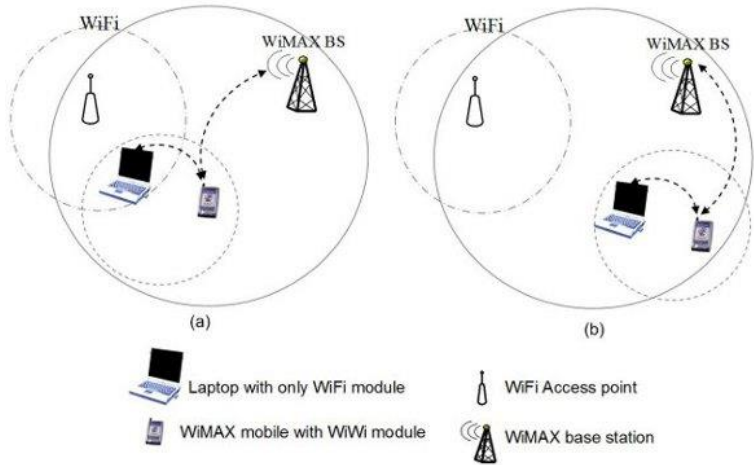 WiFi
WiMAX BS
(a)
WiFi
WiMAX BS
(b)
Laptop with only WiFi module
WiFi Access point
WiMAX mobile with WiWi module
WiMAX base station